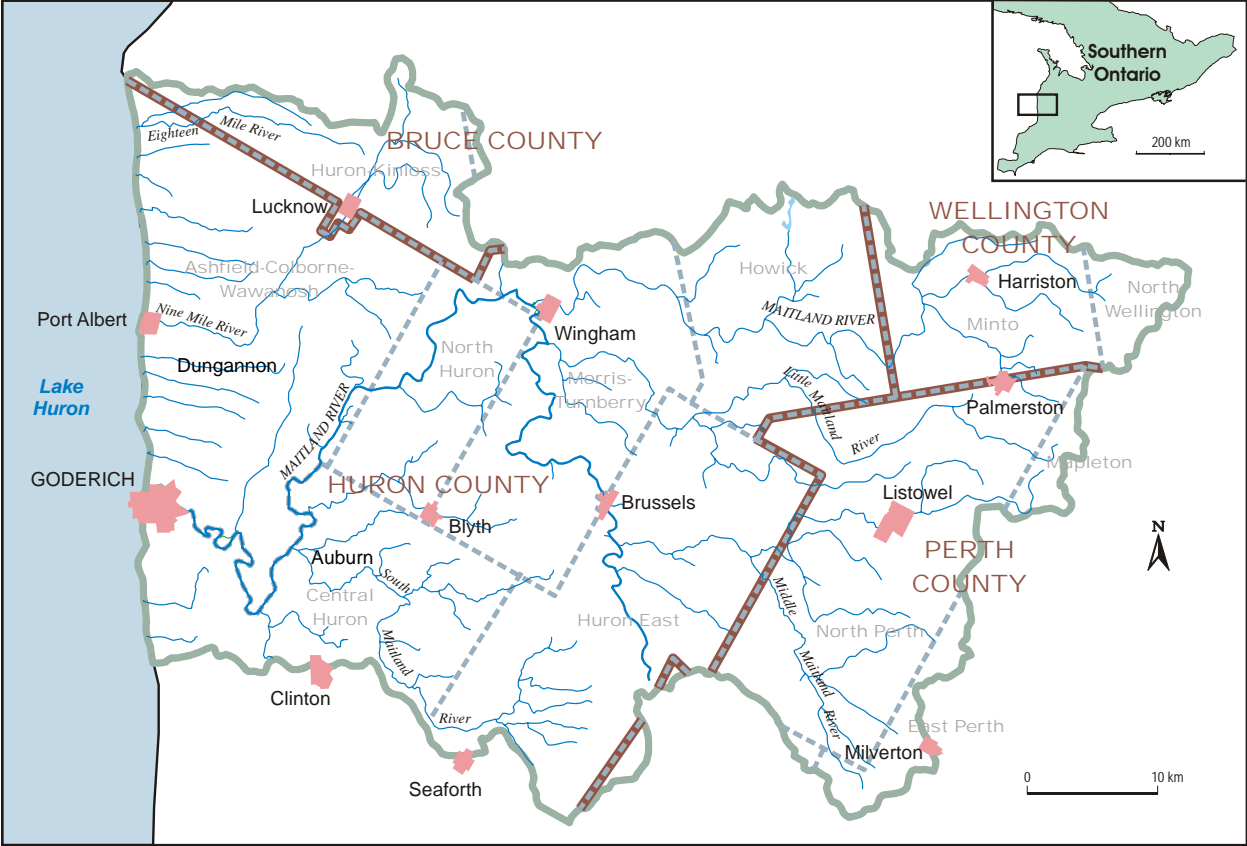 Southern
Ontario
200 km
Eighteen
Mile River
BRUCE COUNTY
Huron-Kinloss
Lucknow
WELLINGTON
COUNTY
Howick
Harriston
North
Wellington
Ashfield-Colborne-
Wawanosh
Port Albert
Nine Mile River
MAITLAND RIVER
Minto
Wingham
Dungannon
North
Huron
Morris-
Turnberry
Little Maitland
River
Palmerston
Lake
Huron
MAITLAND RIVER
Mapleton
GODERICH
HURON COUNTY
Listowel
Brussels
Blyth
PERTH
COUNTY
N
Auburn
South
Maitland
River
Central
Huron
Huron East
Middle
Maitland
River
North Perth
Clinton
East Perth
Milverton
Seaforth
0
10 km